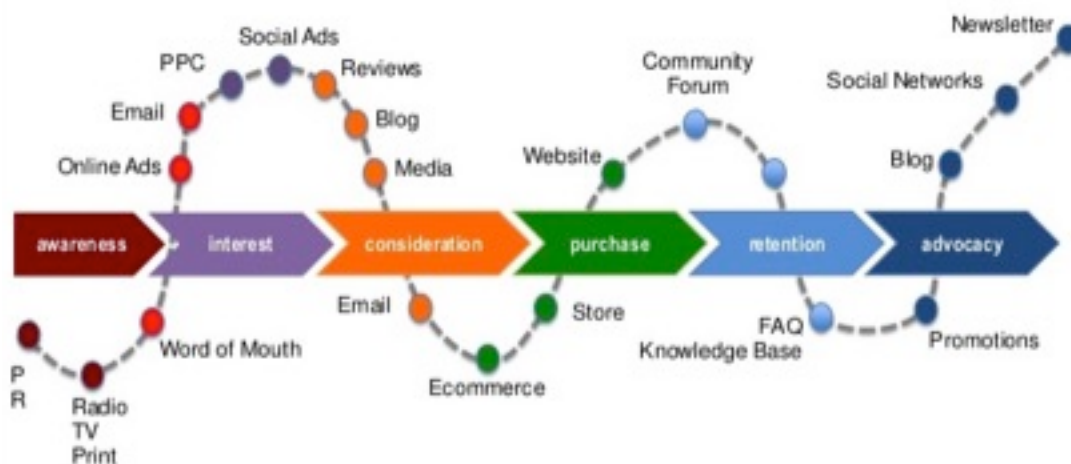 Newsletter
Social Ads
PPC
Reviews
Community
Forum
Social Networks
Email
Blog
Online Ads
Media
Website
Blog
awareness
interest
consideration
purchase
retention
advocacy
Email
Store
FAQ
Knowledge Base
Promotions
Word of Mouth
P
R
Ecommerce
Radio
TV
Print